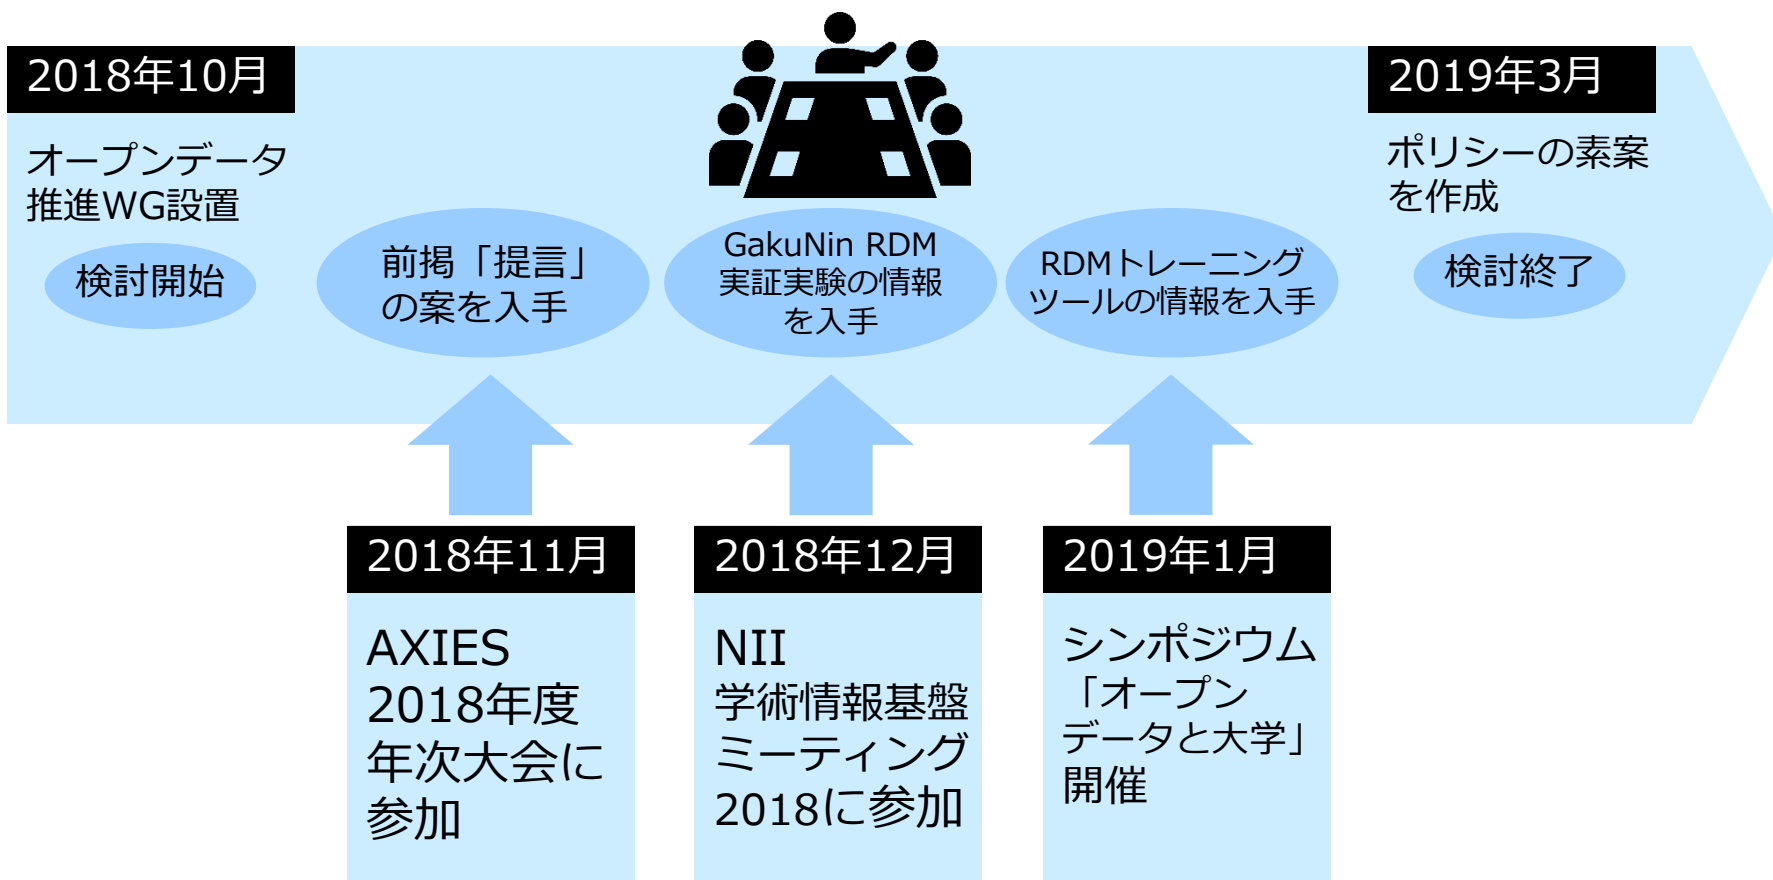 2018年10月
オープンデータ
推進WG設置
検討開始
前掲「提言」
の案を入手
GakuNin RDM
実証実験の情報
を入手
RDMトレーニング
ツールの情報を入手
2019年3月
ポリシーの素案
を作成
検討終了
2018年11月
AXIES
2018年度
年次大会に
参加
2018年12月
NII
学術情報基盤
ミーティング
2018に参加
2019年1月
シンポジウム
「オープン
データと大学」
開催